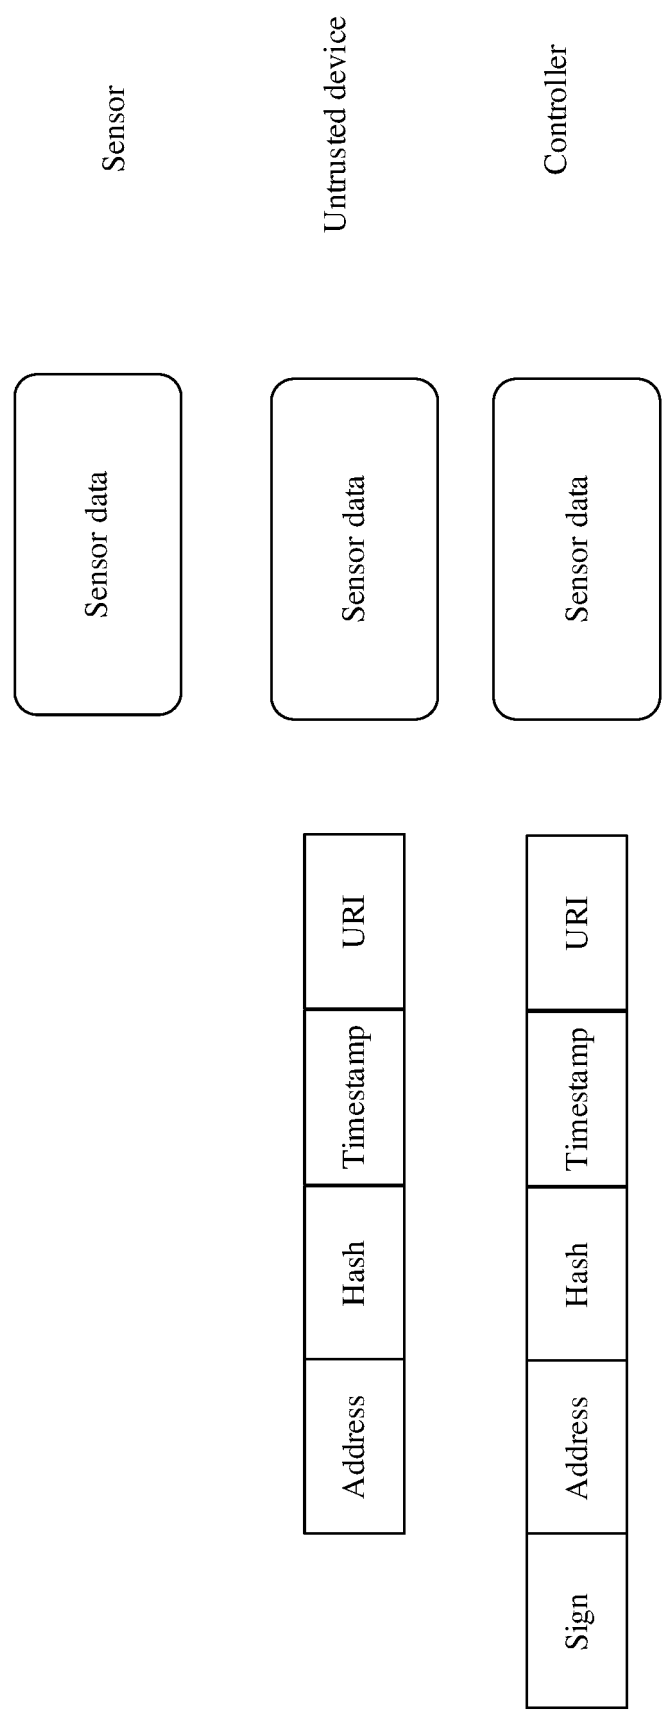 Sensor
Sensor data
Untrusted device
Sensor data
URI
Timestamp
Hash
Address
Controller
Sensor data
URI
Timestamp
Hash
Address
Sign